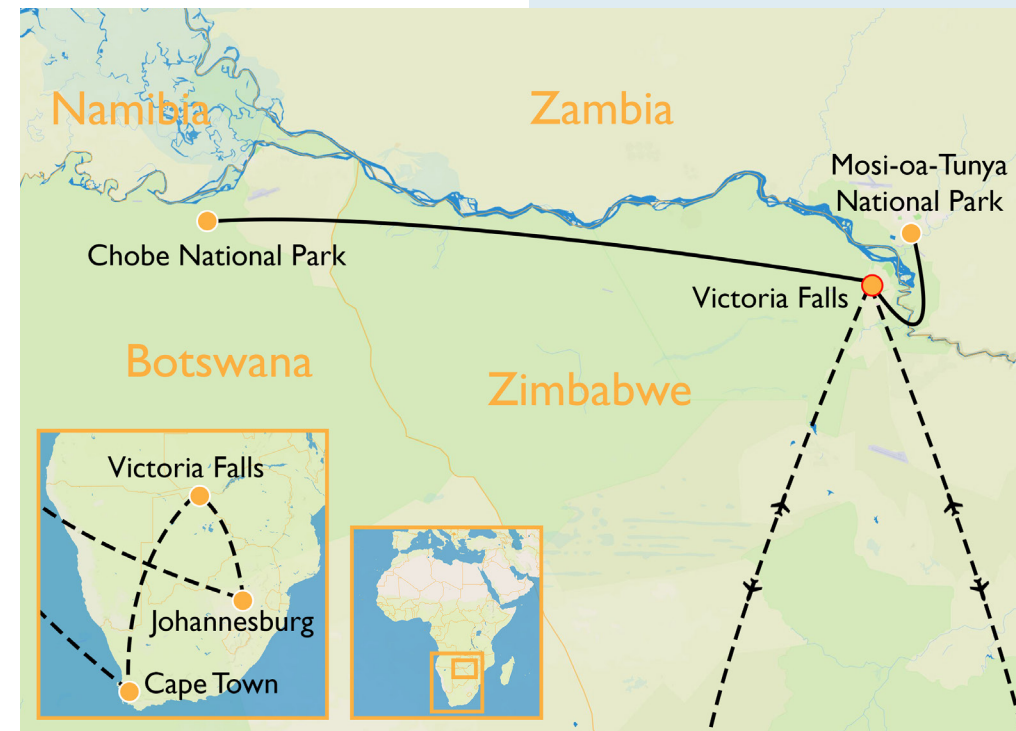 Namibia
Zambia
Mosi-oa-Tunya
National Park
Chobe National Park
Victoria Falls
Botswana
Zimbabwe
Victoria Falls
Johannesburg
Cape Town